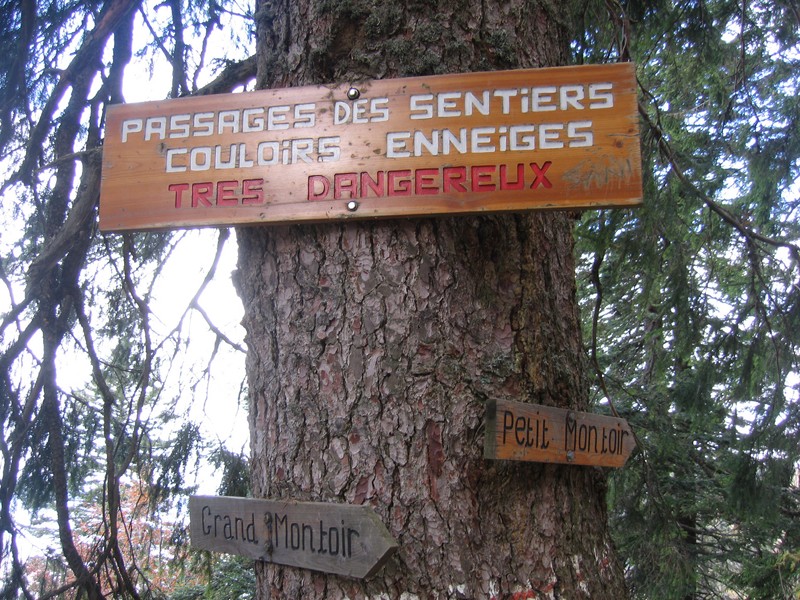 PASSAGES DES SENTiERS
COULOiRS ENNEiGES
TRES DANGEREUX
Petit Montoir
Grand Montoir